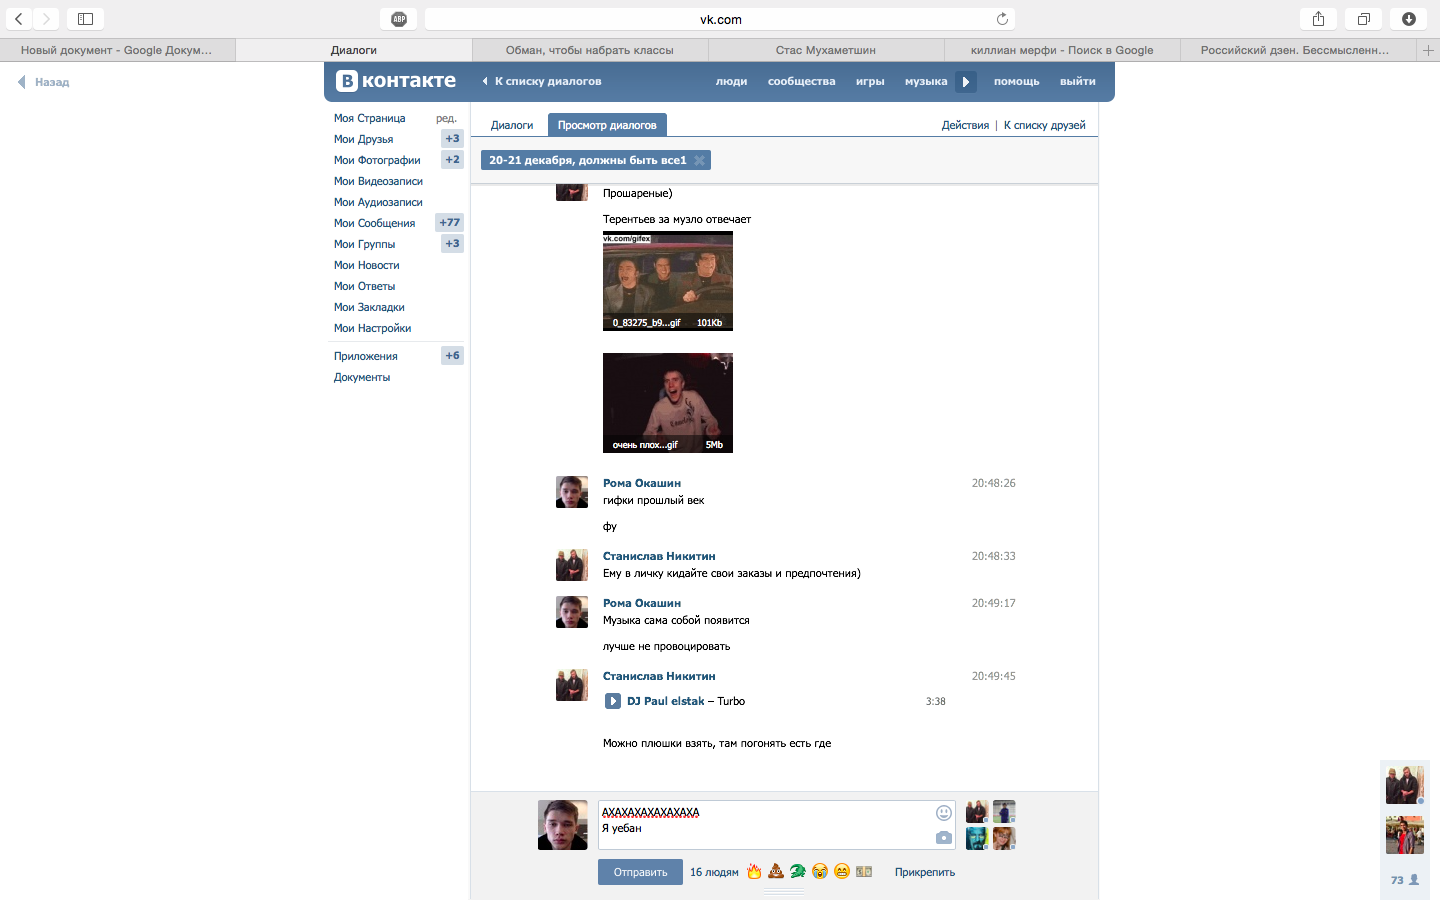 vk.com
ABP
Новый документ - Google Докум...
Диалоги
Обман, чтобы набрать классы
Стас Мухаметшин
киллиан мерфи - Поиск в Google
Российский дзен. Бессмысленн...
Назад
В контакте
К списку диалогов
люди
сообщества
игры
музыка
помощь
выйти
Моя Страница ред.
Мои Друзья +3
Мои Фотографии +2
Мои Видеозаписи
Мои Аудиозаписи
Мои Сообщения +77
Мои Группы +3
Мои Новости
Мои Ответы
Мои Закладки
Мои Настройки
Приложения +6
Документы
Диалоги
Просмотр диалогов
Действия | К списку друзей
20-21 декабря, должны быть все1
Прошареные)
Терентьев за музло отвечает
vk.com/gifex
0_83275_b9...gif 101Kb
очень плох...gif 5Mb
Рома Окашин 20:48:26
гифки прошлый век
фу
Станислав Никитин 20:48:33
Ему в личку кидайте свои заказы и предпочтения)
Рома Окашин 20:49:17
Музыка сама собой появится
лучше не провоцировать
Станислав Никитин 20:49:45
DJ Paul elstak – Turbo 3:38
Можно плюшки взять, там погонять есть где
АХАХАХАХАХАХАХА
Я уебан
Отправить
16 людям
Прикрепить
73